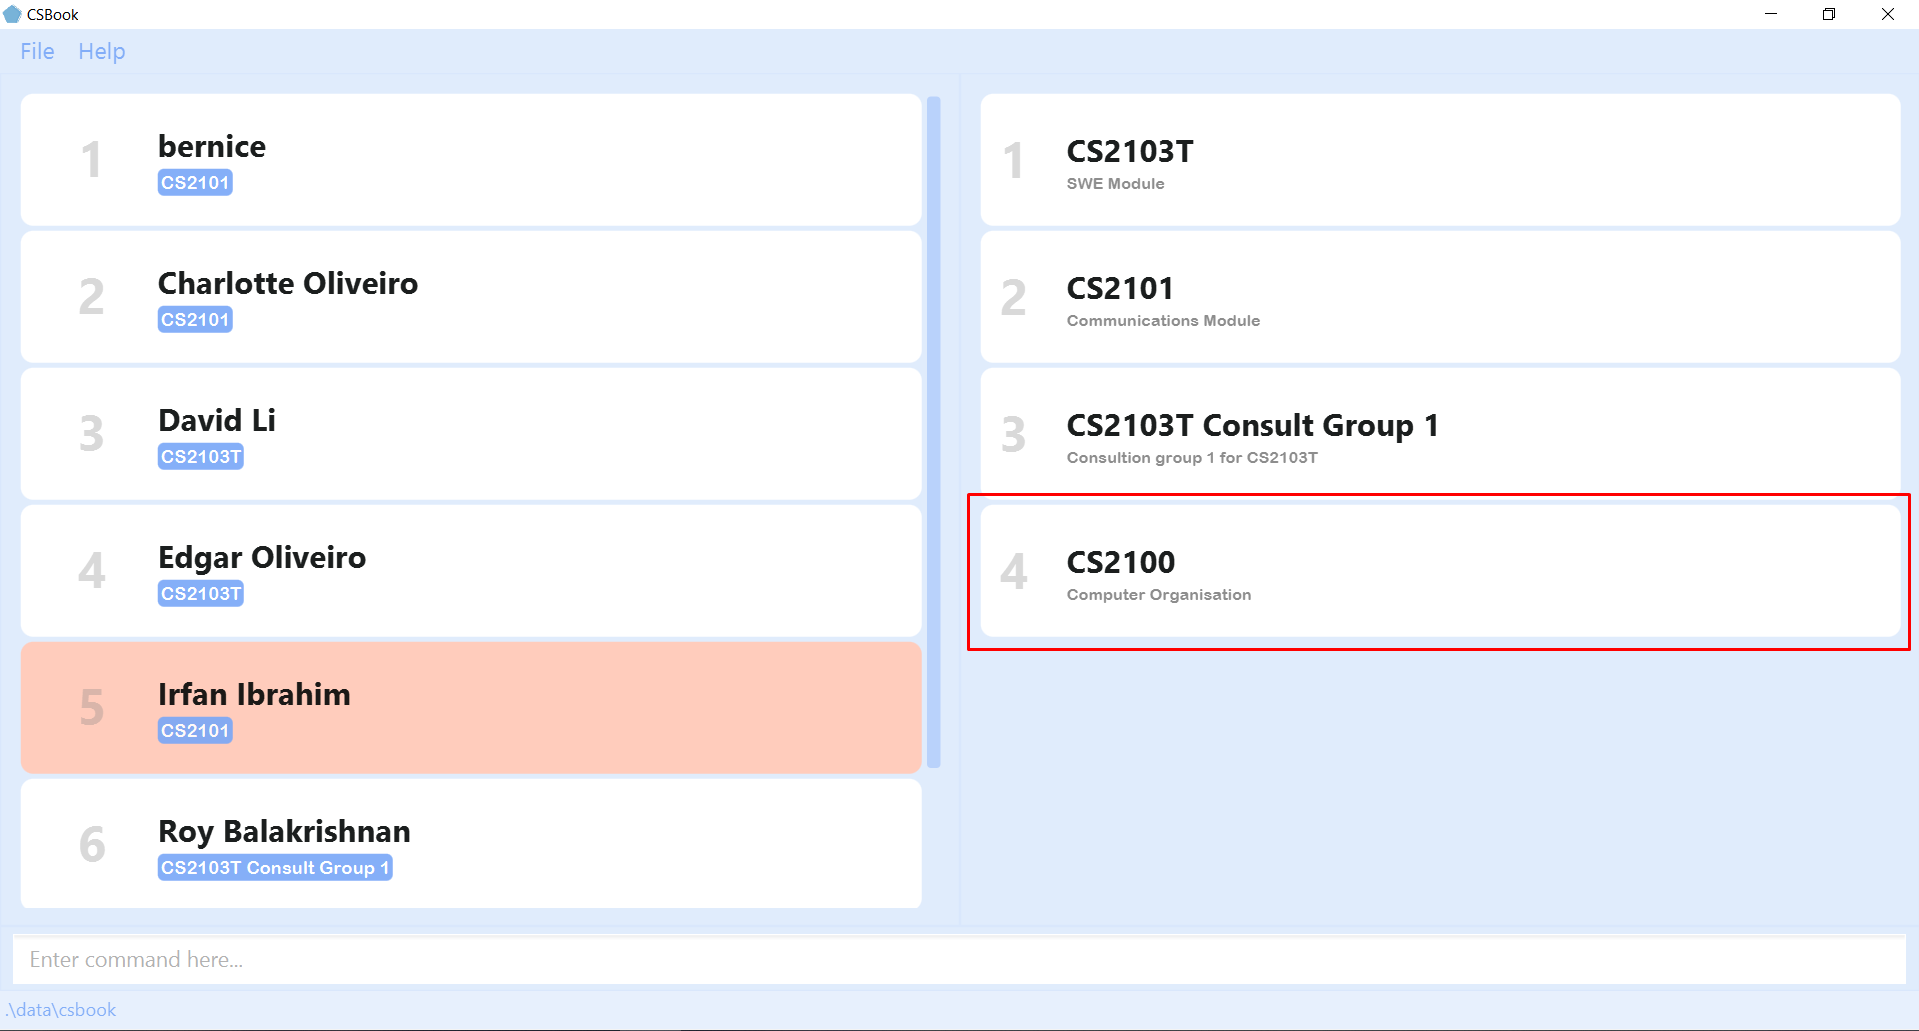 CSBook
File Help
1
bernice
CS2101
2
Charlotte Oliveiro
CS2101
3
David Li
CS2103T
4
Edgar Oliveiro
CS2103T
5
Irfan Ibrahim
CS2101
6
Roy Balakrishnan
CS2103T Consult Group 1
1
CS2103T
SWE Module
2
CS2101
Communications Module
3
CS2103T Consult Group 1
Consultion group 1 for CS2103T
4
CS2100
Computer Organisation
Enter command here...
.\data\csbook